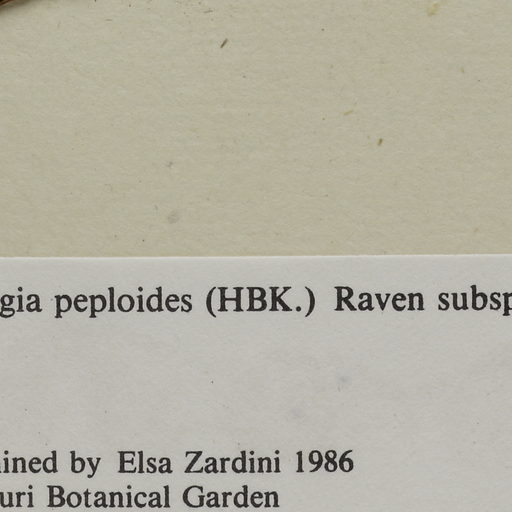 gia peploides (HBK.) Raven subsp
ined by Elsa Zardini 1986
uri Botanical Garden